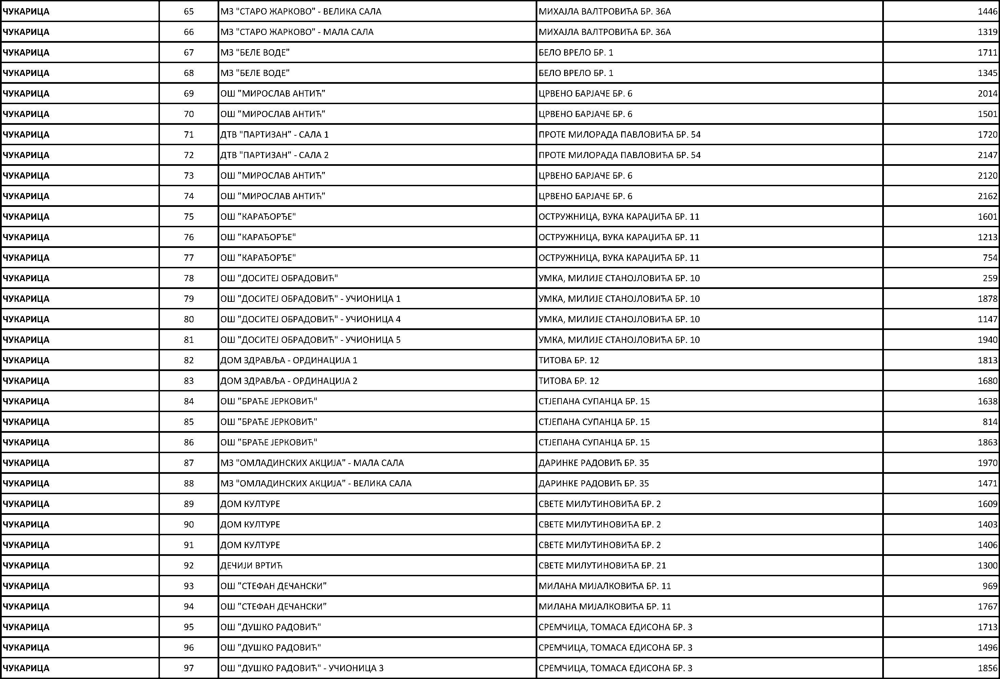 ЧУКАРИЦА 65 МЗ "СТАРО ЖАРКОВО" - ВЕЛИКА САЛА МИХАЈЛА ВАЛТРОВИЋА БР. 36А 1446
ЧУКАРИЦА 66 МЗ "СТАРО ЖАРКОВО" - МАЛА САЛА МИХАЈЛА ВАЛТРОВИЋА БР. 36А 1319
ЧУКАРИЦА 67 МЗ "БЕЛЕ ВОДЕ" БЕЛО ВРЕЛО БР. 1 1711
ЧУКАРИЦА 68 МЗ "БЕЛЕ ВОДЕ" БЕЛО ВРЕЛО БР. 1 1345
ЧУКАРИЦА 69 ОШ "МИРОСЛАВ АНТИЋ" ЦРВЕНО БАРЈАЧЕ БР. 6 2014
ЧУКАРИЦА 70 ОШ "МИРОСЛАВ АНТИЋ" ЦРВЕНО БАРЈАЧЕ БР. 6 1501
ЧУКАРИЦА 71 ДТВ "ПАРТИЗАН" - САЛА 1 ПРОТЕ МИЛОРАДА ПАВЛОВИЋА БР. 54 1720
ЧУКАРИЦА 72 ДТВ "ПАРТИЗАН" - САЛА 2 ПРОТЕ МИЛОРАДА ПАВЛОВИЋА БР. 54 2147
ЧУКАРИЦА 73 ОШ "МИРОСЛАВ АНТИЋ" ЦРВЕНО БАРЈАЧЕ БР. 6 2120
ЧУКАРИЦА 74 ОШ "МИРОСЛАВ АНТИЋ" ЦРВЕНО БАРЈАЧЕ БР. 6 2162
ЧУКАРИЦА 75 ОШ "КАРАЂОРЂЕ" ОСТРУЖНИЦА, ВУКА КАРАЏИЋА БР. 11 1601
ЧУКАРИЦА 76 ОШ "КАРАЂОРЂЕ" ОСТРУЖНИЦА, ВУКА КАРАЏИЋА БР. 11 1213
ЧУКАРИЦА 77 ОШ "КАРАЂОРЂЕ" ОСТРУЖНИЦА, ВУКА КАРАЏИЋА БР. 11 754
ЧУКАРИЦА 78 ОШ "ДОСИТЕЈ ОБРАДОВИЋ" УМКА, МИЛИЈЕ СТАНОЈЛОВИЋА БР. 10 259
ЧУКАРИЦА 79 ОШ "ДОСИТЕЈ ОБРАДОВИЋ" - УЧИОНИЦА 1 УМКА, МИЛИЈЕ СТАНОЈЛОВИЋА БР. 10 1878
ЧУКАРИЦА 80 ОШ "ДОСИТЕЈ ОБРАДОВИЋ" - УЧИОНИЦА 4 УМКА, МИЛИЈЕ СТАНОЈЛОВИЋА БР. 10 1147
ЧУКАРИЦА 81 ОШ "ДОСИТЕЈ ОБРАДОВИЋ" - УЧИОНИЦА 5 УМКА, МИЛИЈЕ СТАНОЈЛОВИЋА БР. 10 1940
ЧУКАРИЦА 82 ДОМ ЗДРАВЉА - ОРДИНАЦИЈА 1 ТИТОВА БР. 12 1813
ЧУКАРИЦА 83 ДОМ ЗДРАВЉА - ОРДИНАЦИЈА 2 ТИТОВА БР. 12 1680
ЧУКАРИЦА 84 ОШ "БРАЋЕ ЈЕРКОВИЋ" СТЈЕПАНА СУПАНЦА БР. 15 1638
ЧУКАРИЦА 85 ОШ "БРАЋЕ ЈЕРКОВИЋ" СТЈЕПАНА СУПАНЦА БР. 15 814
ЧУКАРИЦА 86 ОШ "БРАЋЕ ЈЕРКОВИЋ" СТЈЕПАНА СУПАНЦА БР. 15 1863
ЧУКАРИЦА 87 МЗ "ОМЛАДИНСКИХ АКЦИЈА" - МАЛА САЛА ДАРИНКЕ РАДОВИЋ БР. 35 1970
ЧУКАРИЦА 88 МЗ "ОМЛАДИНСКИХ АКЦИЈА" - ВЕЛИКА САЛА ДАРИНКЕ РАДОВИЋ БР. 35 1471
ЧУКАРИЦА 89 ДОМ КУЛТУРЕ СВЕТЕ МИЛУТИНОВИЋА БР. 2 1609
ЧУКАРИЦА 90 ДОМ КУЛТУРЕ СВЕТЕ МИЛУТИНОВИЋА БР. 2 1403
ЧУКАРИЦА 91 ДОМ КУЛТУРЕ СВЕТЕ МИЛУТИНОВИЋА БР. 2 1406
ЧУКАРИЦА 92 ДЕЧИЈИ ВРТИЋ СВЕТЕ МИЛУТИНОВИЋА БР. 21 1300
ЧУКАРИЦА 93 ОШ "СТЕФАН ДЕЧАНСКИ" МИЛАНА МИЈАЛКОВИЋА БР. 11 969
ЧУКАРИЦА 94 ОШ "СТЕФАН ДЕЧАНСКИ" МИЛАНА МИЈАЛКОВИЋА БР. 11 1767
ЧУКАРИЦА 95 ОШ "ДУШКО РАДОВИЋ" СРЕМЧИЦА, ТОМАСА ЕДИСОНА БР. 3 1713
ЧУКАРИЦА 96 ОШ "ДУШКО РАДОВИЋ" СРЕМЧИЦА, ТОМАСА ЕДИСОНА БР. 3 1496
ЧУКАРИЦА 97 ОШ "ДУШКО РАДОВИЋ" - УЧИОНИЦА 3 СРЕМЧИЦА, ТОМАСА ЕДИСОНА БР. 3 1856